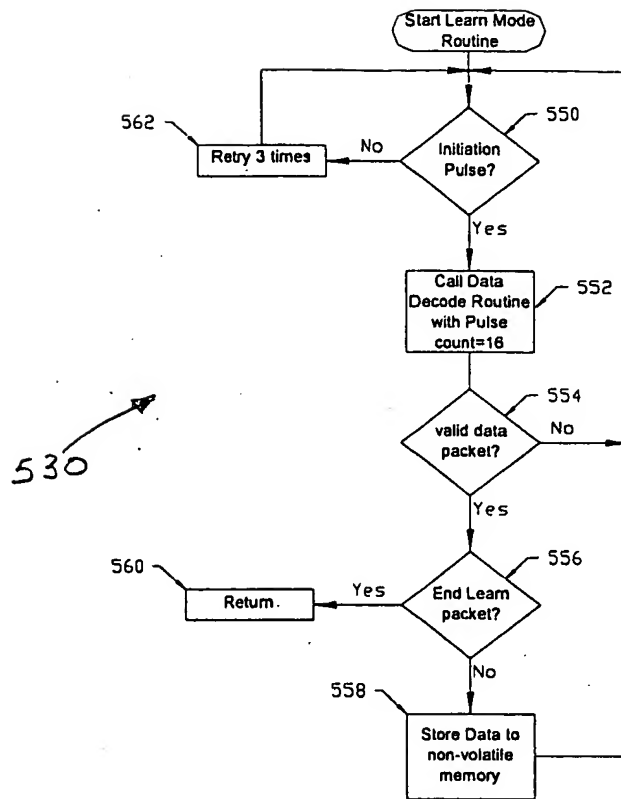 Start Learn Mode
Routine
562
550
Retry 3 times
No
Initiation
Pulse?
Yes
Call Data
Decode Routine
with Pulse
count=16
552
554
valid data
packet?
No
530
Yes
560
556
Return.
Yes
End Learn
packet?
No
558
Store Data to
non-volatile
memory